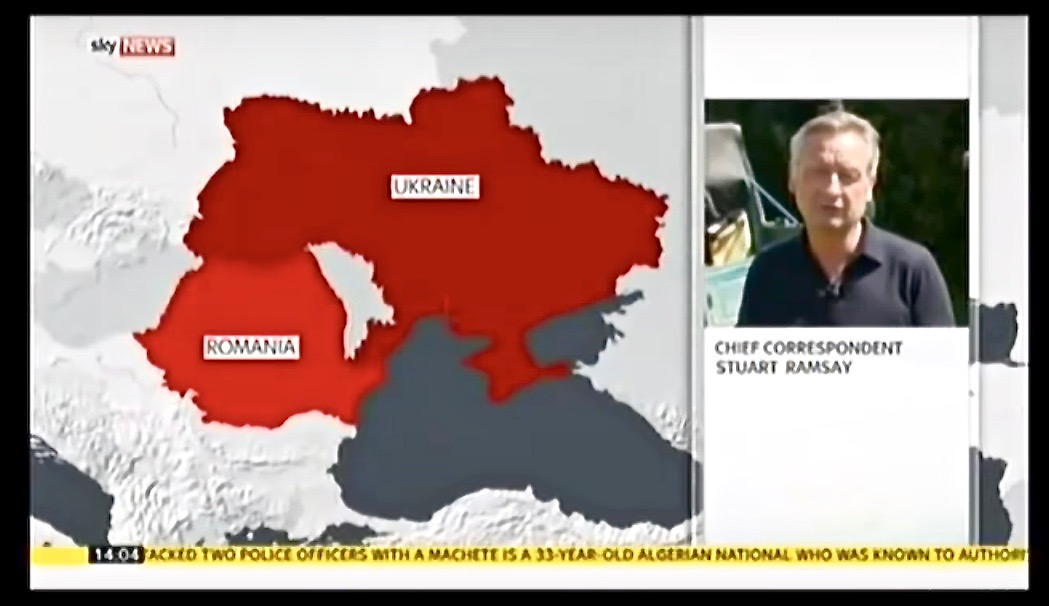 sky NEWS
UKRAINE
ROMANIA
CHIEF CORRESPONDENT
STUART RAMSAY
14:04 TACKED TWO POLICE OFFICERS WITH A MACHETE IS A 33-YEAR-OLD ALGERIAN NATIONAL WHO WAS KNOWN TO AUTHORI